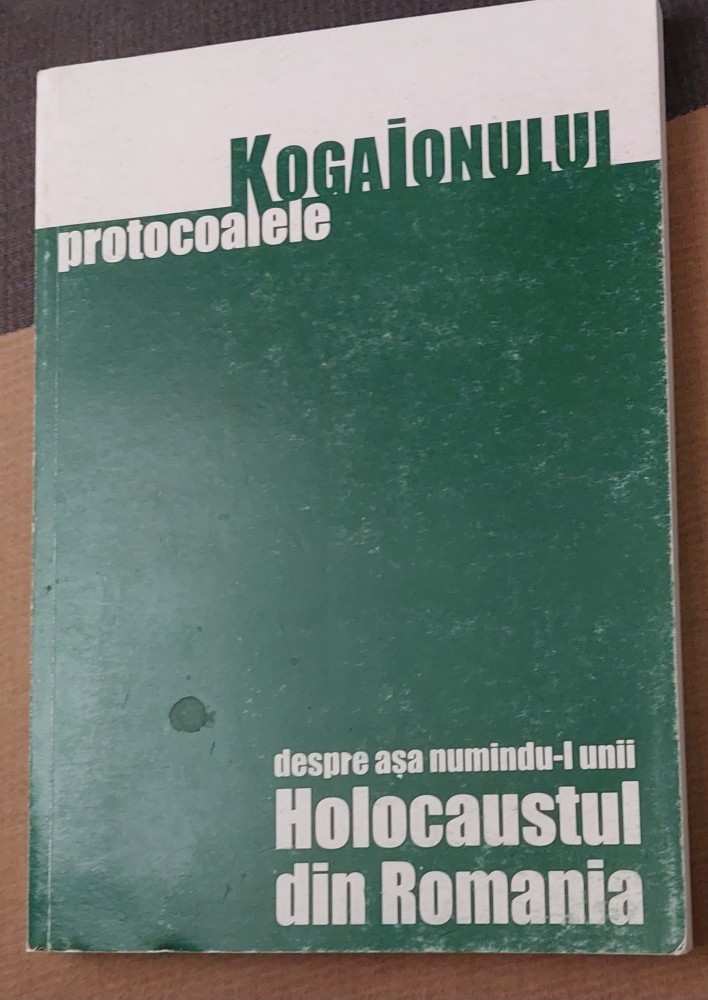 KOGAIONULUI
protocoalele
despre așa numindu-l unii
Holocaustul
din Romania